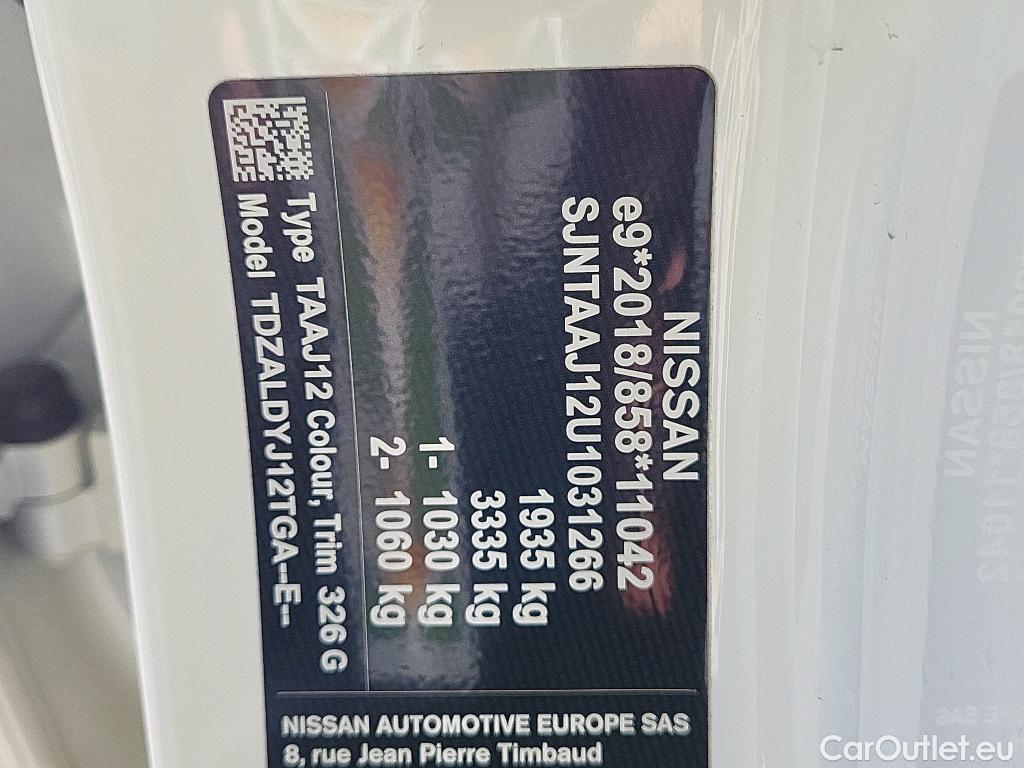 NISSAN
e9*2018/858*11042
SJNTAAJ12U1031266
1935 kg
3335 kg
1- 1030 kg
2- 1060 kg
Type TAAJ12 Colour, Trim 326 G
Model TDZALDYJ12TGA--E--
NISSAN AUTOMOTIVE EUROPE SAS
8, rue Jean Pierre Timbaud
CarOutlet.eu